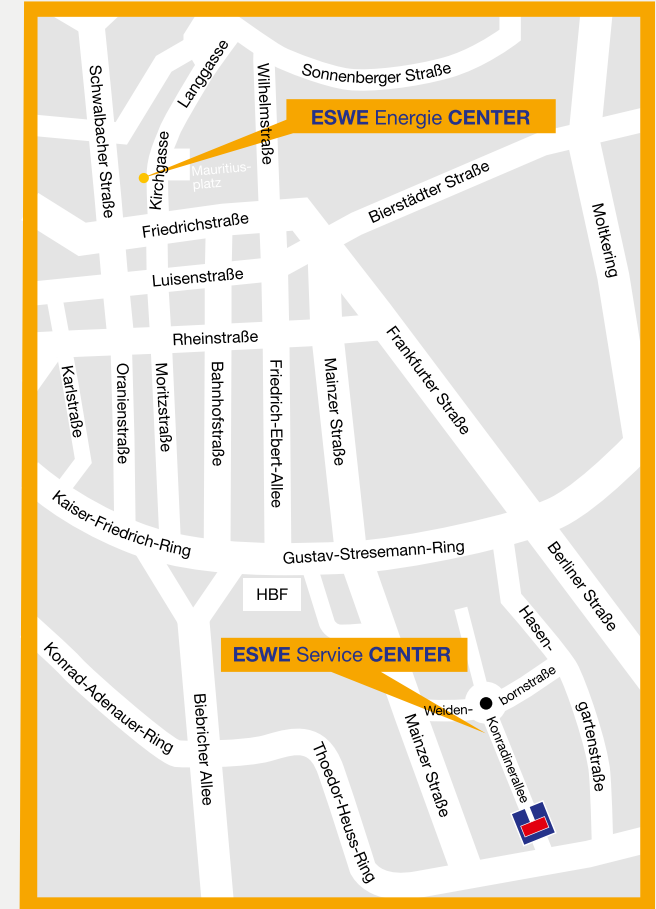 Langgasse
Sonnenberger Straße
Schwalbacher Straße
Wilhelmstraße
ESWE Energie CENTER
Kirchgasse
Mauritius-
platz
Bierstädter Straße
Friedrichstraße
Moltkering
Luisenstraße
Rheinstraße
Karlstraße
Oranienstraße
Moritzstraße
Bahnhofstraße
Friedrich-Ebert-Allee
Mainzer Straße
Frankfurter Straße
Kaiser-Friedrich-Ring
Gustav-Stresemann-Ring
Berliner Straße
HBF
Hasen-
gartenstraße
ESWE Service CENTER
Konrad-Adenauer-Ring
Weiden-
bornstraße
Biebricher Allee
Mainzer Straße
Konradinerallee
Thoedor-Heuss-Ring